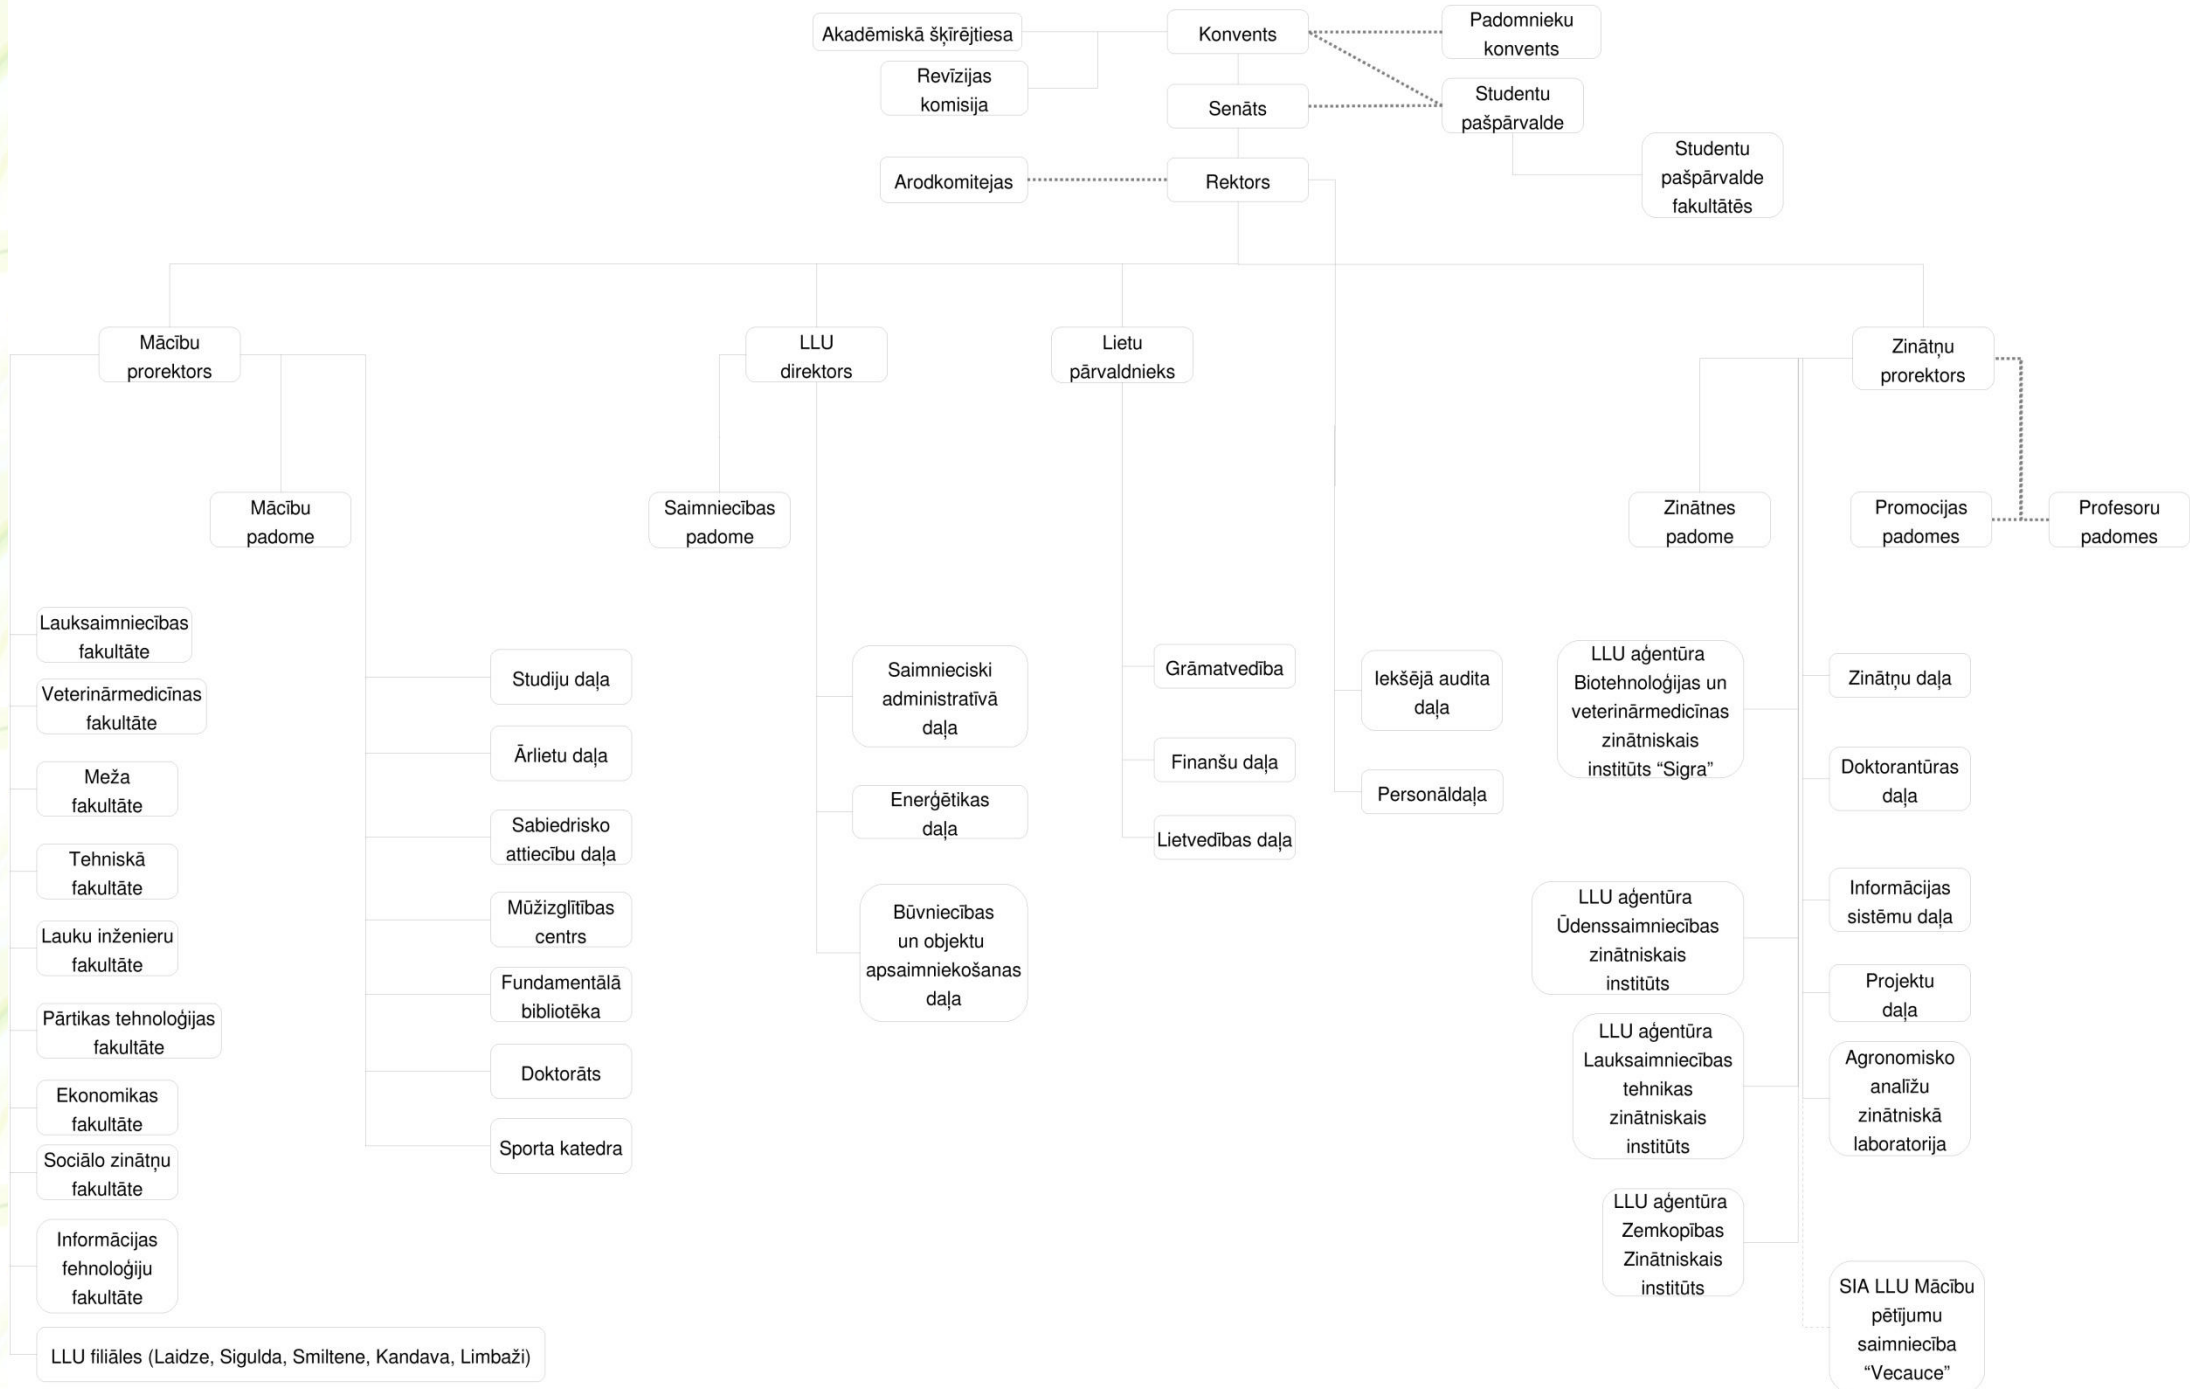 Akadēmiskā šķīrējtiesa
Konvents
Padomnieku
konvents
Revīzijas
komisija
Senāts
Studentu
pašpārvalde
Studentu
pašpārvalde
fakultātēs
Arodkomitejas
Rektors
Mācību
prorektors
LLU
direktors
Lietu
pārvaldnieks
Zinātņu
prorektors
Mācību
padome
Saimniecības
padome
Zinātnes
padome
Promocijas
padomes
Profesoru
padomes
Lauksaimniecības
fakultāte
Veterinārmedicīnas
fakultāte
Meža
fakultāte
Tehniskā
fakultāte
Lauku inženieru
fakultāte
Pārtikas tehnoloģijas
fakultāte
Ekonomikas
fakultāte
Sociālo zinātņu
fakultāte
Informācijas
fehnoloģiju
fakultāte
LLU filiāles (Laidze, Sigulda, Smiltene, Kandava, Limbaži)
Studiju daļa
Ārlietu daļa
Sabiedrisko
attiecību daļa
Mūžizglītības
centrs
Fundamentālā
bibliotēka
Doktorāts
Sporta katedra
Saimnieciski
administratīvā
daļa
Enerģētikas
daļa
Būvniecības
un objektu
apsaimniekošanas
daļa
Grāmatvedība
Finanšu daļa
Lietvedības daļa
Iekšējā audita
daļa
Personāldaļa
LLU aģentūra
Biotehnoloģijas un
veterinārmedicīnas
zinātniskais
institūts “Sigra”
LLU aģentūra
Ūdenssaimniecības
zinātniskais
institūts
LLU aģentūra
Lauksaimniecības
tehnikas
zinātniskais
institūts
LLU aģentūra
Zemkopības
Zinātniskais
institūts
Zinātņu daļa
Doktorantūras
daļa
Informācijas
sistēmu daļa
Projektu
daļa
Agronomisko
analīžu
zinātniskā
laboratorija
SIA LLU Mācību
pētījumu
saimniecība
“Vecauce”